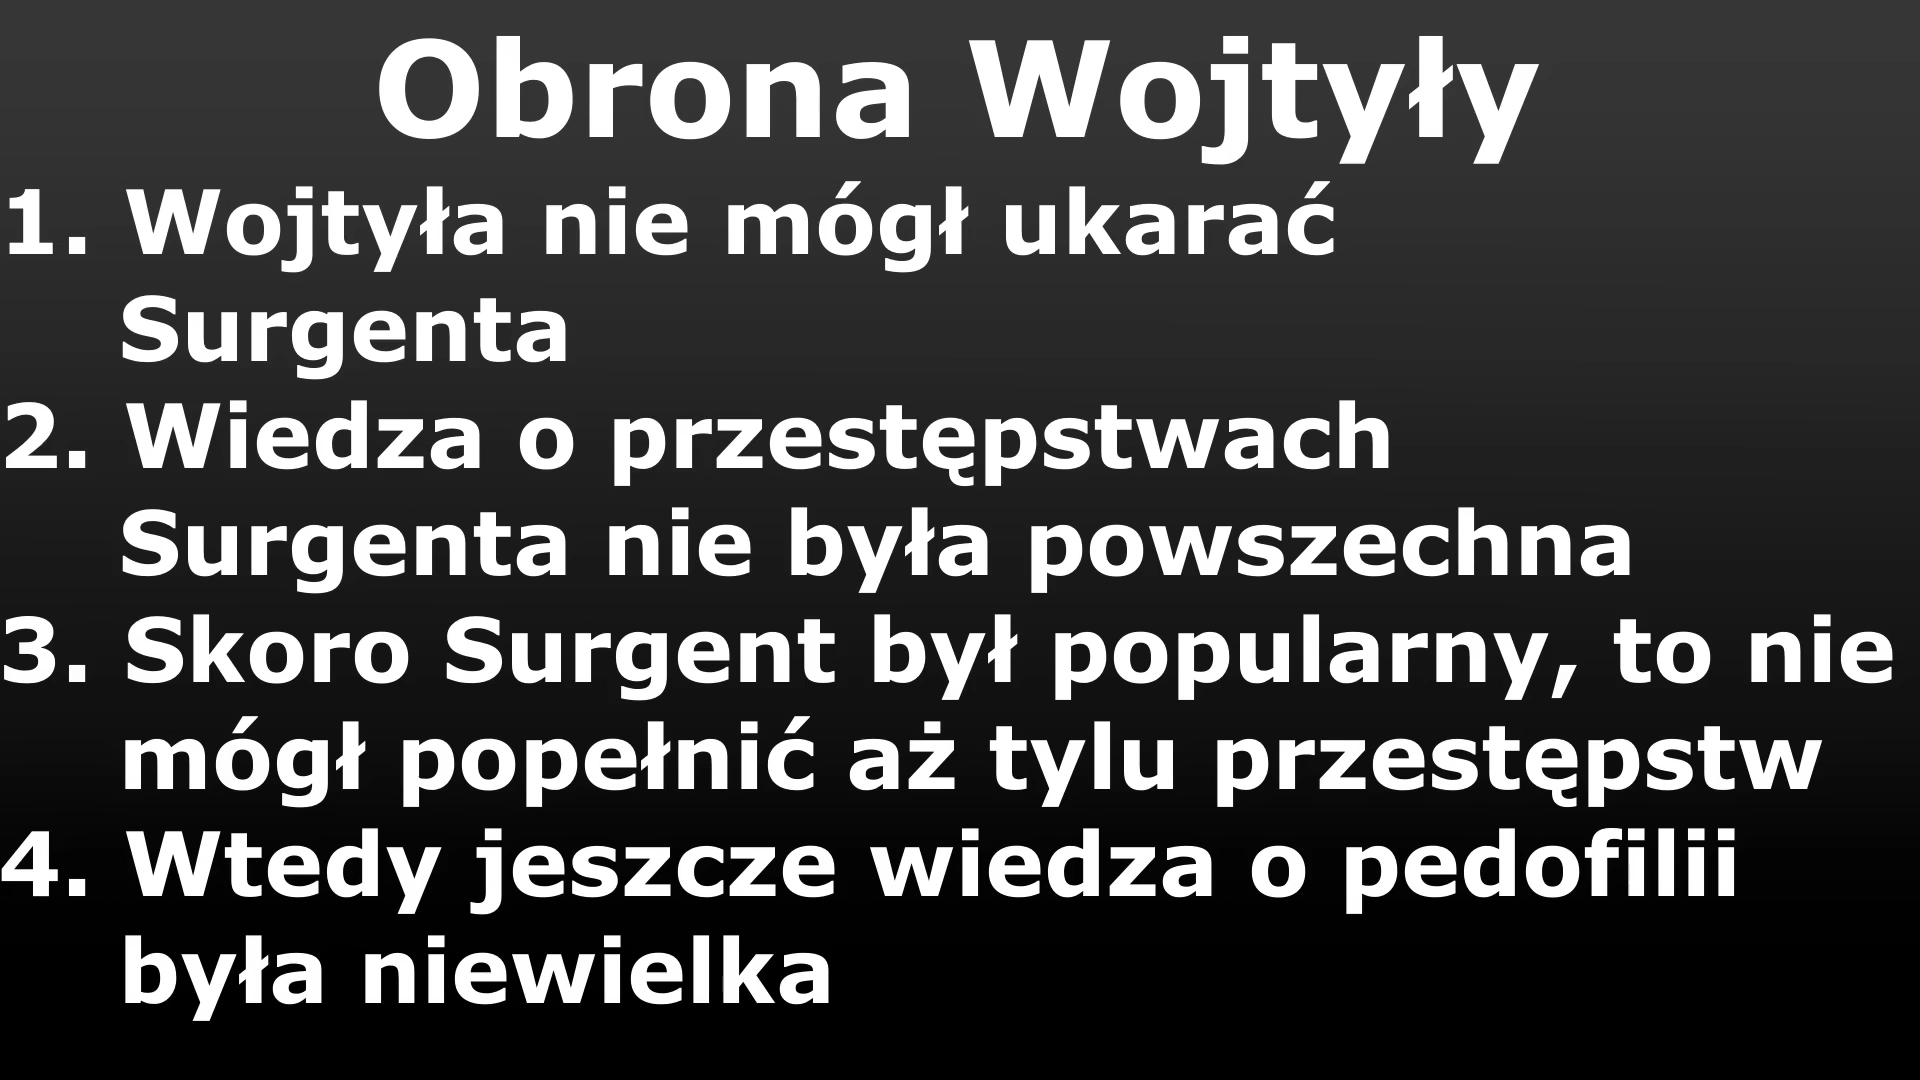 Obrona Wojtyły
1. Wojtyła nie mógł ukarać
Surgenta
2. Wiedza o przestępstwach
Surgenta nie była powszechna
3. Skoro Surgent był popularny, to nie
mógł popełnić aż tylu przestępstw
4. Wtedy jeszcze wiedza o pedofilii
była niewielka